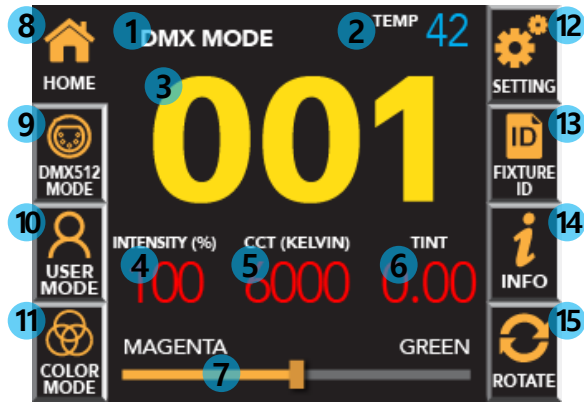 8
HOME
1
DMX MODE
2
TEMP 42
12
SETTING
3
001
9
DMX512
MODE
13
ID
FIXTURE
ID
10
USER
MODE
INTENSITY (%)
4
100
CCT (KELVIN)
5
6000
TINT
6
0.00
14
i
INFO
11
COLOR
MODE
MAGENTA
GREEN
7
15
ROTATE